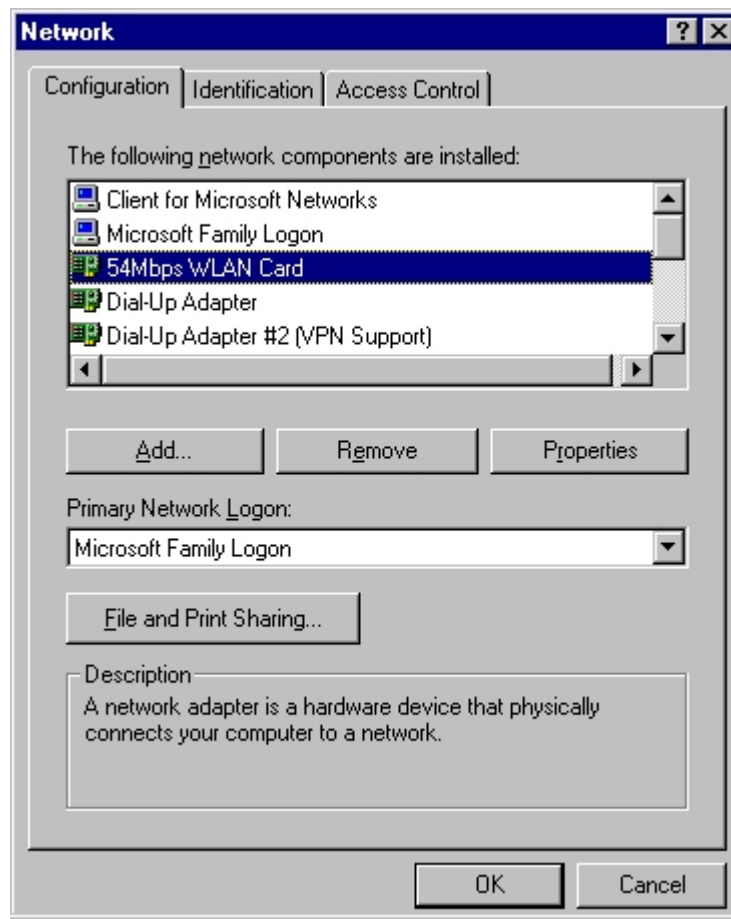 Network
Configuration Identification Access Control
The following network components are installed:
Client for Microsoft Networks
Microsoft Family Logon
54Mbps WLAN Card
Dial-Up Adapter
Dial-Up Adapter #2 (VPN Support)
Add... Remove Properties
Primary Network Logon:
Microsoft Family Logon
File and Print Sharing...
Description
A network adapter is a hardware device that physically
connects your computer to a network.
OK Cancel